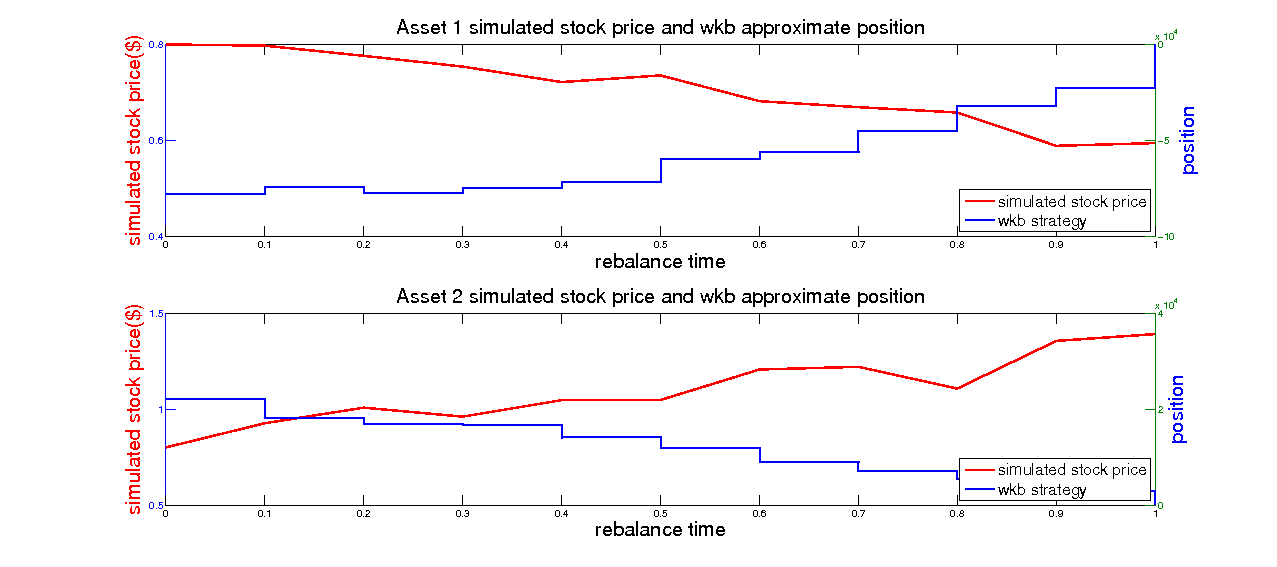 Asset 1 simulated stock price and wkb approximate position
x 10^4
simulated stock price($)
0.8
0.6
0.4
0
−5
−10
position
simulated stock price
wkb strategy
0 0.1 0.2 0.3 0.4 0.5 0.6 0.7 0.8 0.9 1
rebalance time
Asset 2 simulated stock price and wkb approximate position
x 10^4
simulated stock price($)
1.5
1
0.5
4
2
0
position
simulated stock price
wkb strategy
0 0.1 0.2 0.3 0.4 0.5 0.6 0.7 0.8 0.9 1
rebalance time